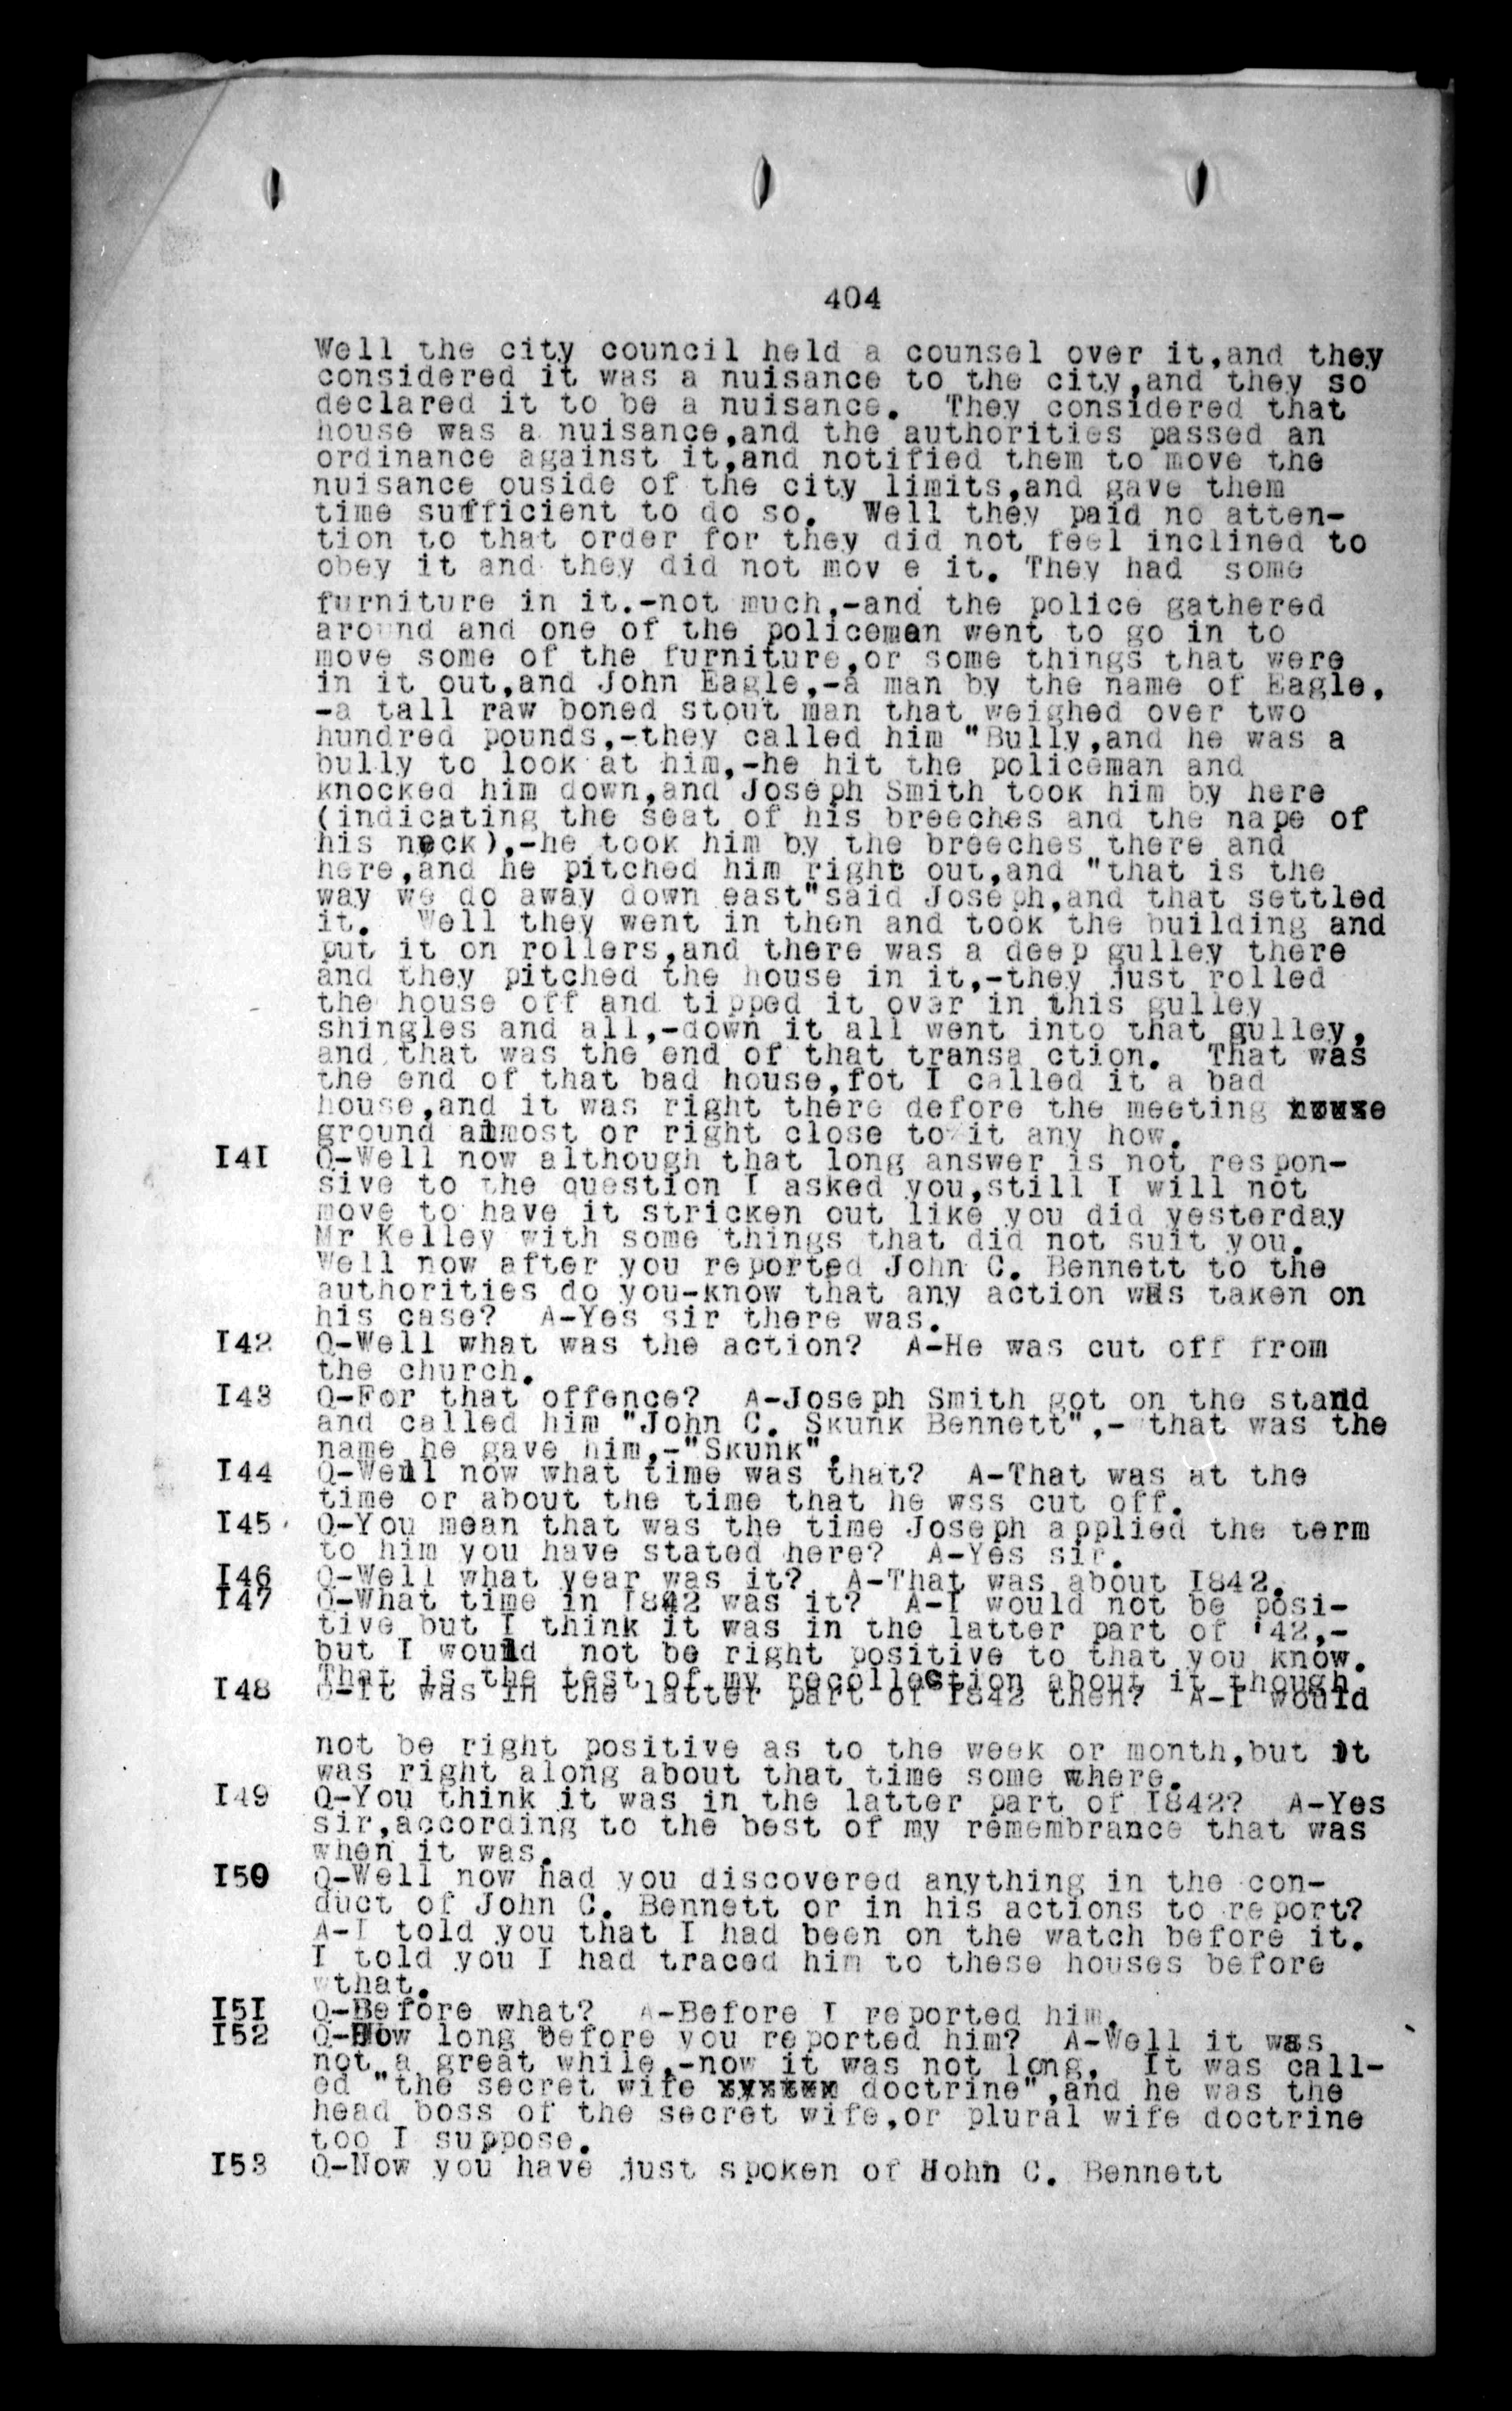 404
Well the city council held a counsel over it,and they
considered it was a nuisance to the city,and they so
declared it to be a nuisance. They considered that
house was a nuisance,and the authorities passed an
ordinance against it,and notified them to move the
nuisance ouside of the city limits,and gave them
time sufficient to do so. Well they paid no atten-
tion to that order for they did not feel inclined to
obey it and they did not mov e it. They had some
furniture in it.-not much,-and the police gathered
around and one of the policeman went to go in to
move some of the furniture,or some things that were
in it out,and John Eagle,-a man by the name of Eagle,
-a tall raw boned stout man that weighed over two
hundred pounds,-they called him "Bully,and he was a
bully to look at him,-he hit the policeman and
knocked him down,and Joseph Smith took him by here
(indicating the seat of his breeches and the nape of
his neck),-he took him by the breeches there and
here,and he pitched him right out,and "that is the
way we do away down east"said Joseph,and that settled
it. Well they went in then and took the building and
put it on rollers,and there was a deep gulley there
and they pitched the house in it,-they just rolled
the house off and tipped it over in this gulley
shingles and all,-down it all went into that gulley,
and that was the end of that transa ction. That was
the end of that bad house,fot I called it a bad
house,and it was right there defore the meeting
ground almost or right close to it any how.
I4I Q-Well now although that long answer is not respon-
sive to the question I asked you,still I will not
move to have it stricken out like you did yesterday
Mr Kelley with some things that did not suit you.
Well now after you reported John C. Bennett to the
authorities do you-know that any action was taken on
his case? A-Yes sir there was.
I42 Q-Well what was the action? A-He was cut off from
the church.
I43 Q-For that offence? A-Joseph Smith got on the stand
and called him "John C. Skunk Bennett",- that was the
name he gave him,-"Skunk".
I44 Q-Well now what time was that? A-That was at the
time or about the time that he wss cut off.
I45 Q-You mean that was the time Joseph applied the term
to him you have stated here? A-Yes sir.
I46 Q-Well what year was it? A-That was about I842.
I47 Q-What time in I842 was it? A-I would not be posi-
tive but I think it was in the latter part of '42,-
but I would not be right positive to that you know.
That is the test of my recollection about it though.
I48 Q-It was in the latter part of I842 then? A-I would
not be right positive as to the week or month,but it
was right along about that time some where.
I49 Q-You think it was in the latter part of I842? A-Yes
sir,according to the best of my remembrance that was
when it was.
I50 Q-Well now had you discovered anything in the con-
duct of John C. Bennett or in his actions to report?
A-I told you that I had been on the watch before it.
I told you I had traced him to these houses before
that.
I5I Q-Before what? A-Before I reported him.
I52 Q-How long before you reported him? A-Well it was
not a great while,-now it was not long. It was call-
ed "the secret wife doctrine",and he was the
head boss of the secret wife,or plural wife doctrine
too I suppose.
I53 Q-Now you have just spoken of Hohn C. Bennett